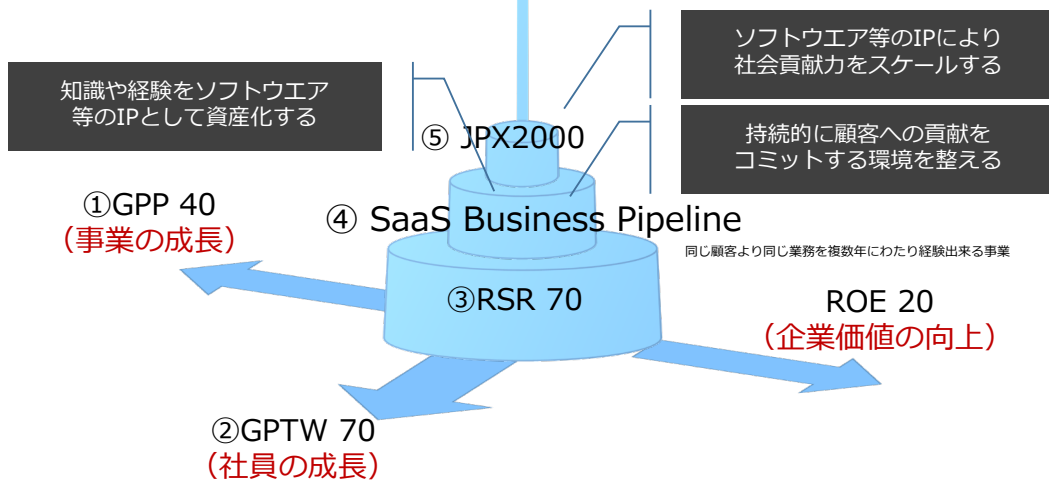 ソフトウエア等のIPにより
社会貢献力をスケールする
知識や経験をソフトウエア
等のIPとして資産化する
⑤ JPX2000
持続的に顧客への貢献を
コミットする環境を整える
①GPP 40
（事業の成長）
④ SaaS Business Pipeline
同じ顧客より同じ業務を複数年にわたり経験出来る事業
③RSR 70
ROE 20
（企業価値の向上）
②GPTW 70
（社員の成長）